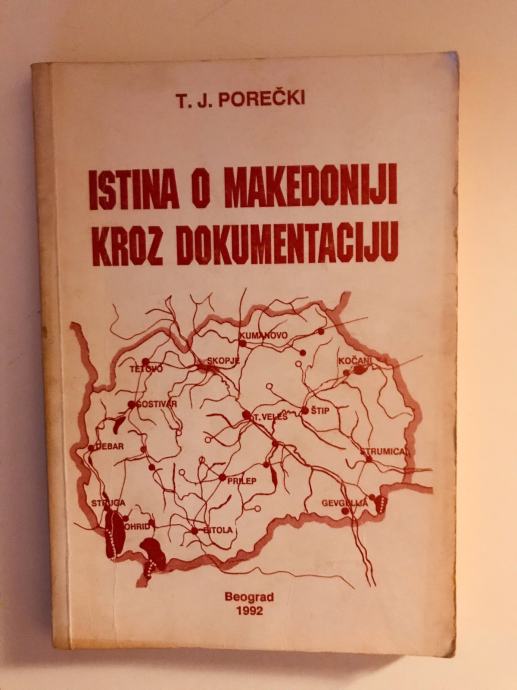 T. J. POREČKI
ISTINA O MAKEDONIJI
KROZ DOKUMENTACIJU
KUMANOVO
SKOPJE
TETOVO
KOČANI
GOSTIVAR
T. VELES
ŠTIP
DEBAR
STRUMICA
PRILEP
STRUGA
GEVGELIJA
OHRID
BITOLA
Beograd
1992